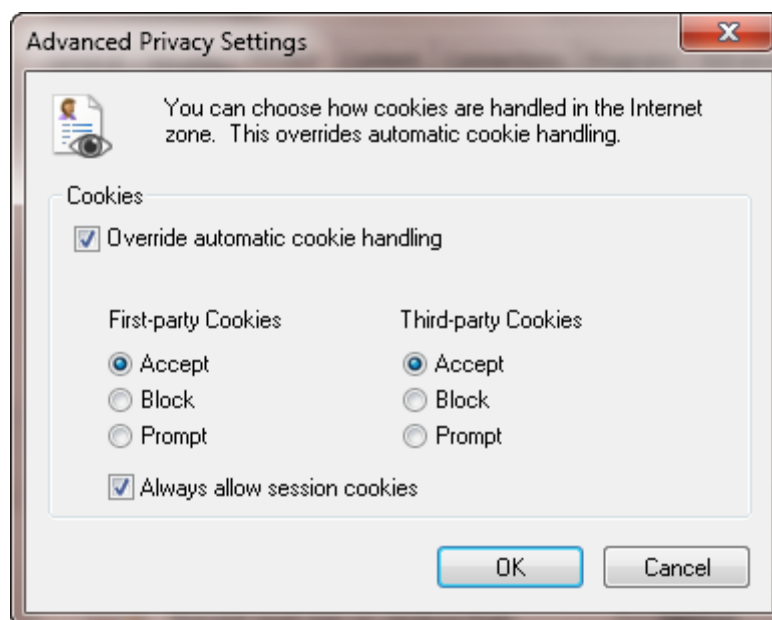 Advanced Privacy Settings
You can choose how cookies are handled in the Internet
zone. This overrides automatic cookie handling.
Cookies
Override automatic cookie handling
First-party Cookies Third-party Cookies
Accept Accept
Block Block
Prompt Prompt
Always allow session cookies
OK Cancel